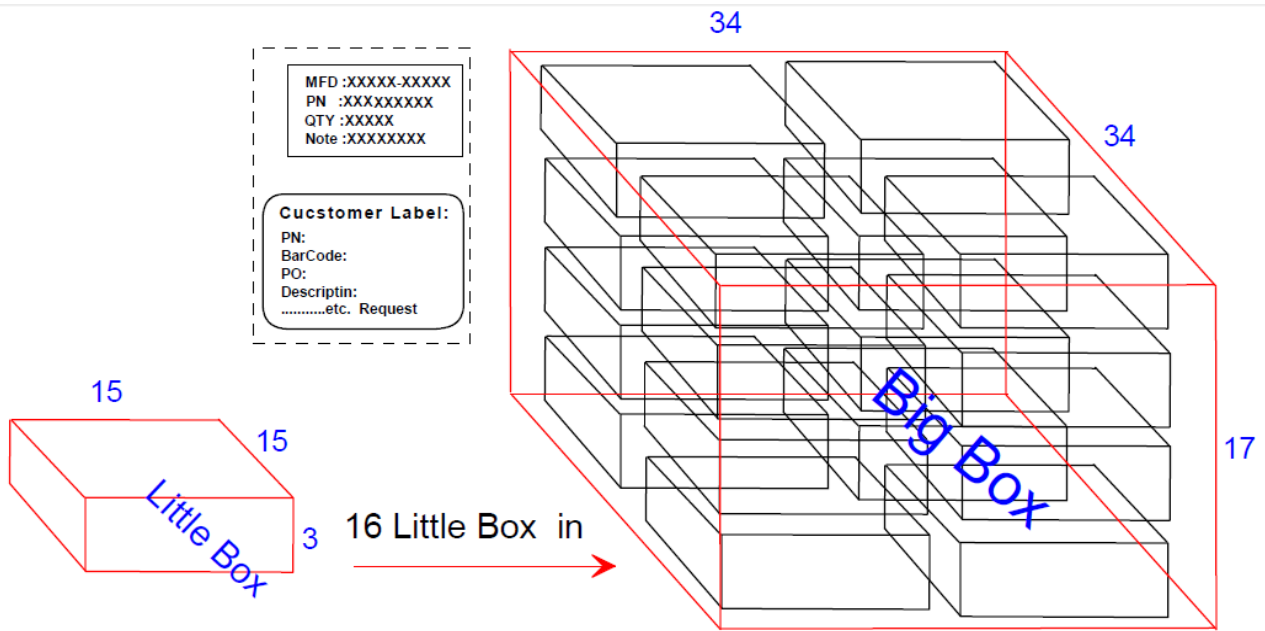 34
MFD :XXXXX-XXXXX
PN :XXXXXXXXX
QTY :XXXXX
Note :XXXXXXXX
34
Cucstomer Label:
PN:
BarCode:
PO:
Descriptin:
...........etc. Request
15
15
Little Box
3
16 Little Box in
Big Box
17